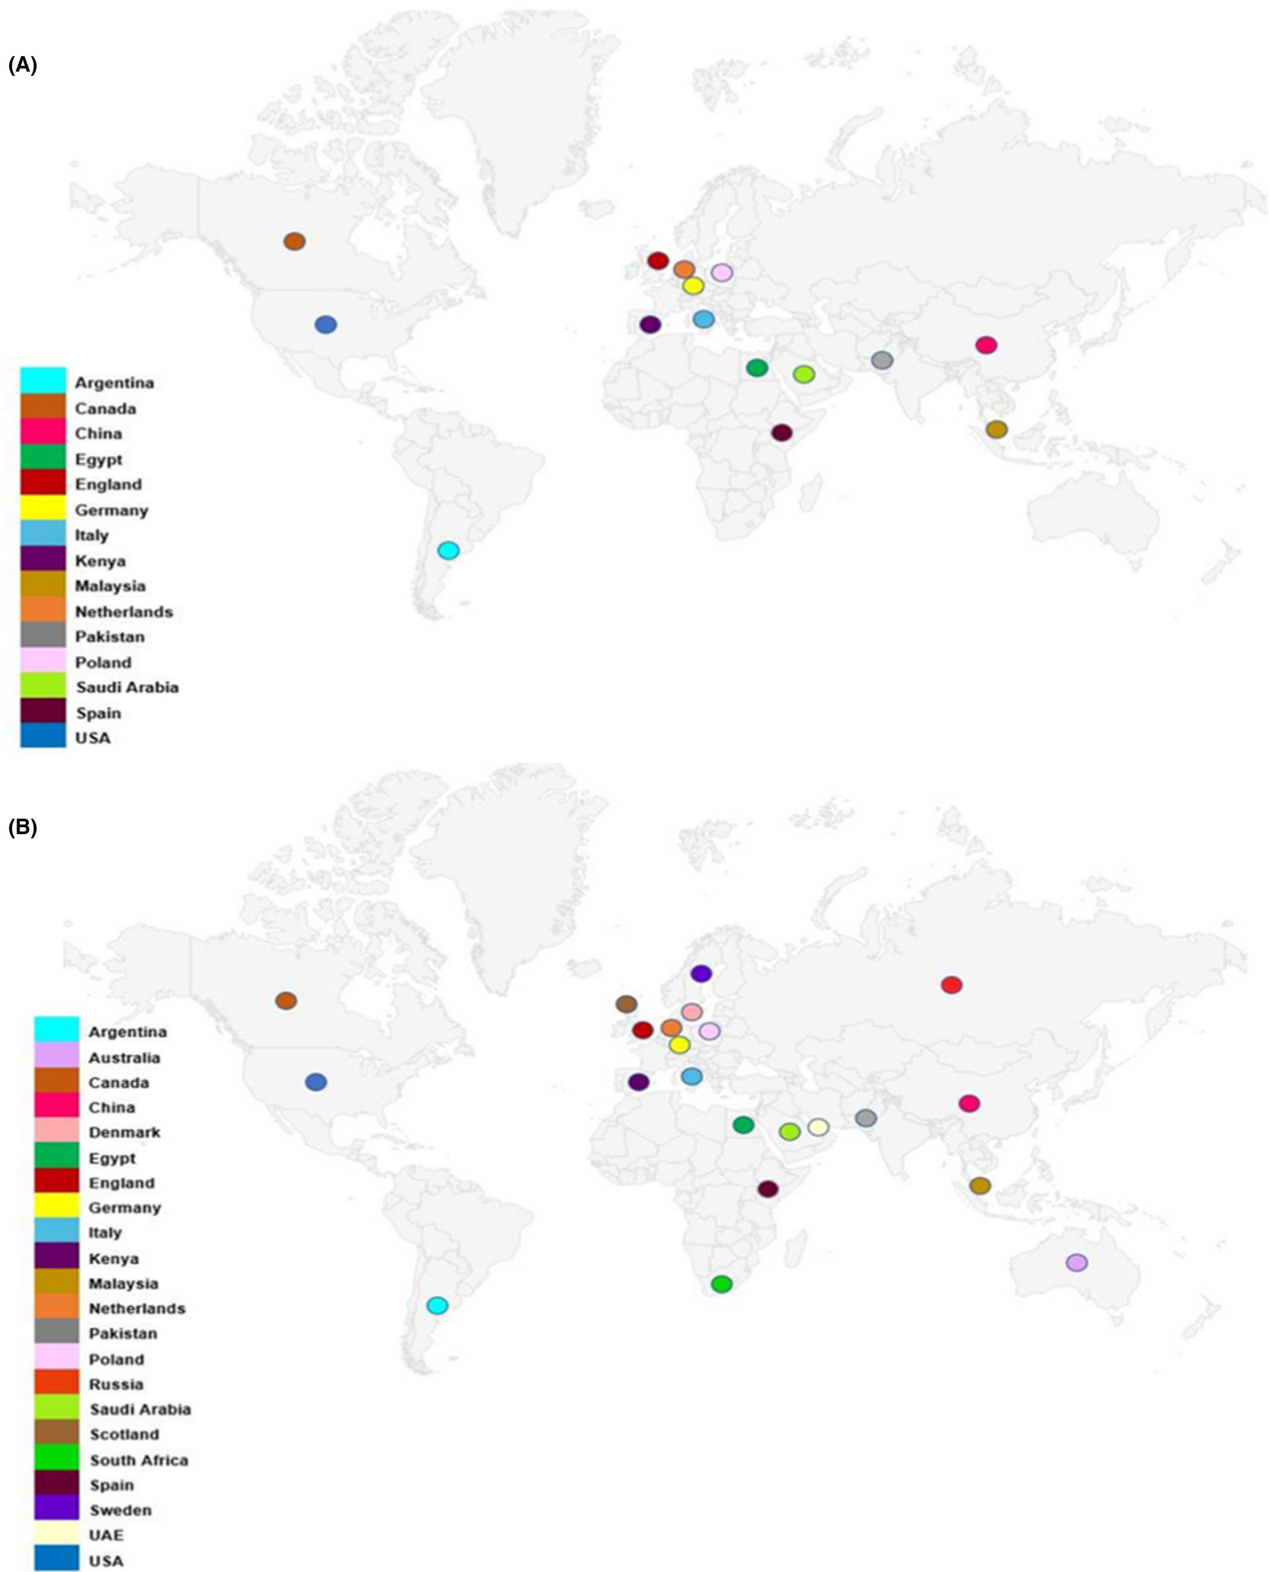 (A)
Argentina
Canada
China
Egypt
England
Germany
Italy
Kenya
Malaysia
Netherlands
Pakistan
Poland
Saudi Arabia
Spain
USA
(B)
Argentina
Australia
Canada
China
Denmark
Egypt
England
Germany
Italy
Kenya
Malaysia
Netherlands
Pakistan
Poland
Russia
Saudi Arabia
Scotland
South Africa
Spain
Sweden
UAE
USA